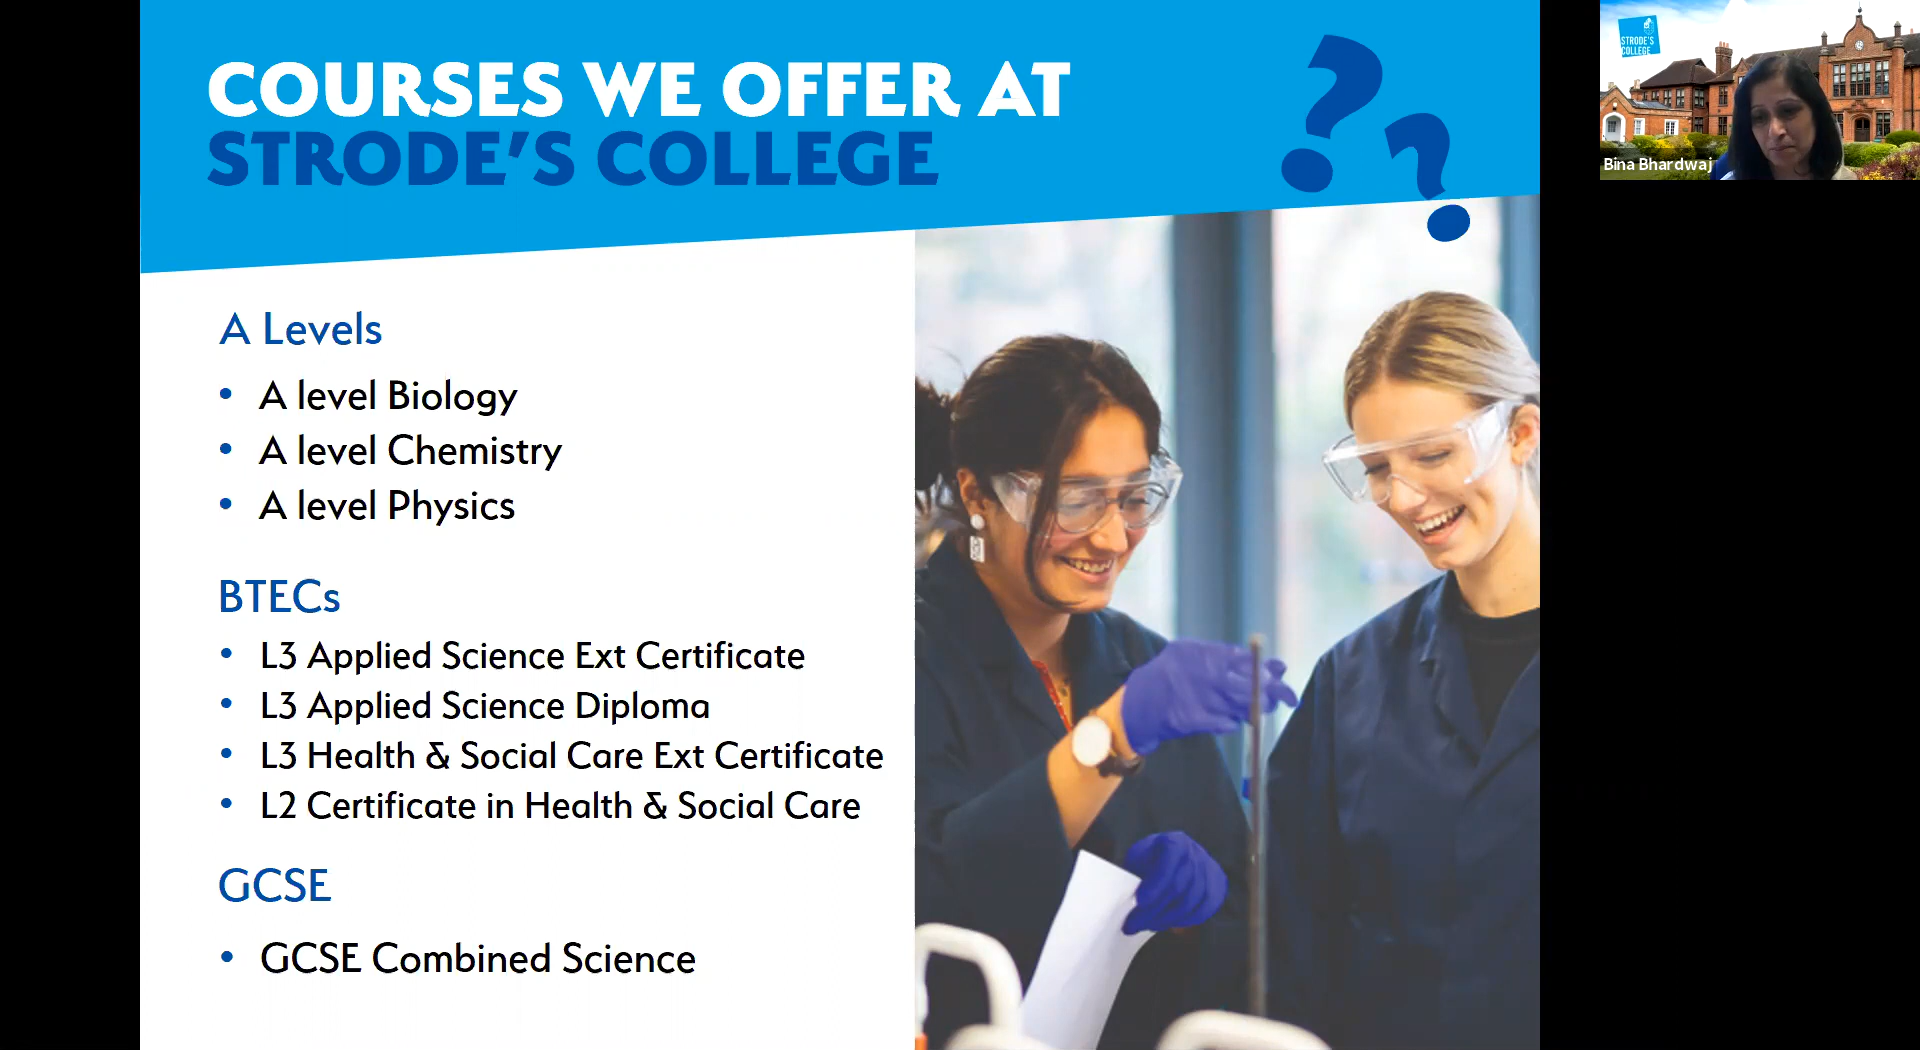 COURSES WE OFFER AT
STRODE'S COLLEGE
??
A Levels
• A level Biology
• A level Chemistry
• A level Physics
BTECs
• L3 Applied Science Ext Certificate
• L3 Applied Science Diploma
• L3 Health & Social Care Ext Certificate
• L2 Certificate in Health & Social Care
GCSE
• GCSE Combined Science
STRODE'S
COLLEGE
Bina Bhardwaj